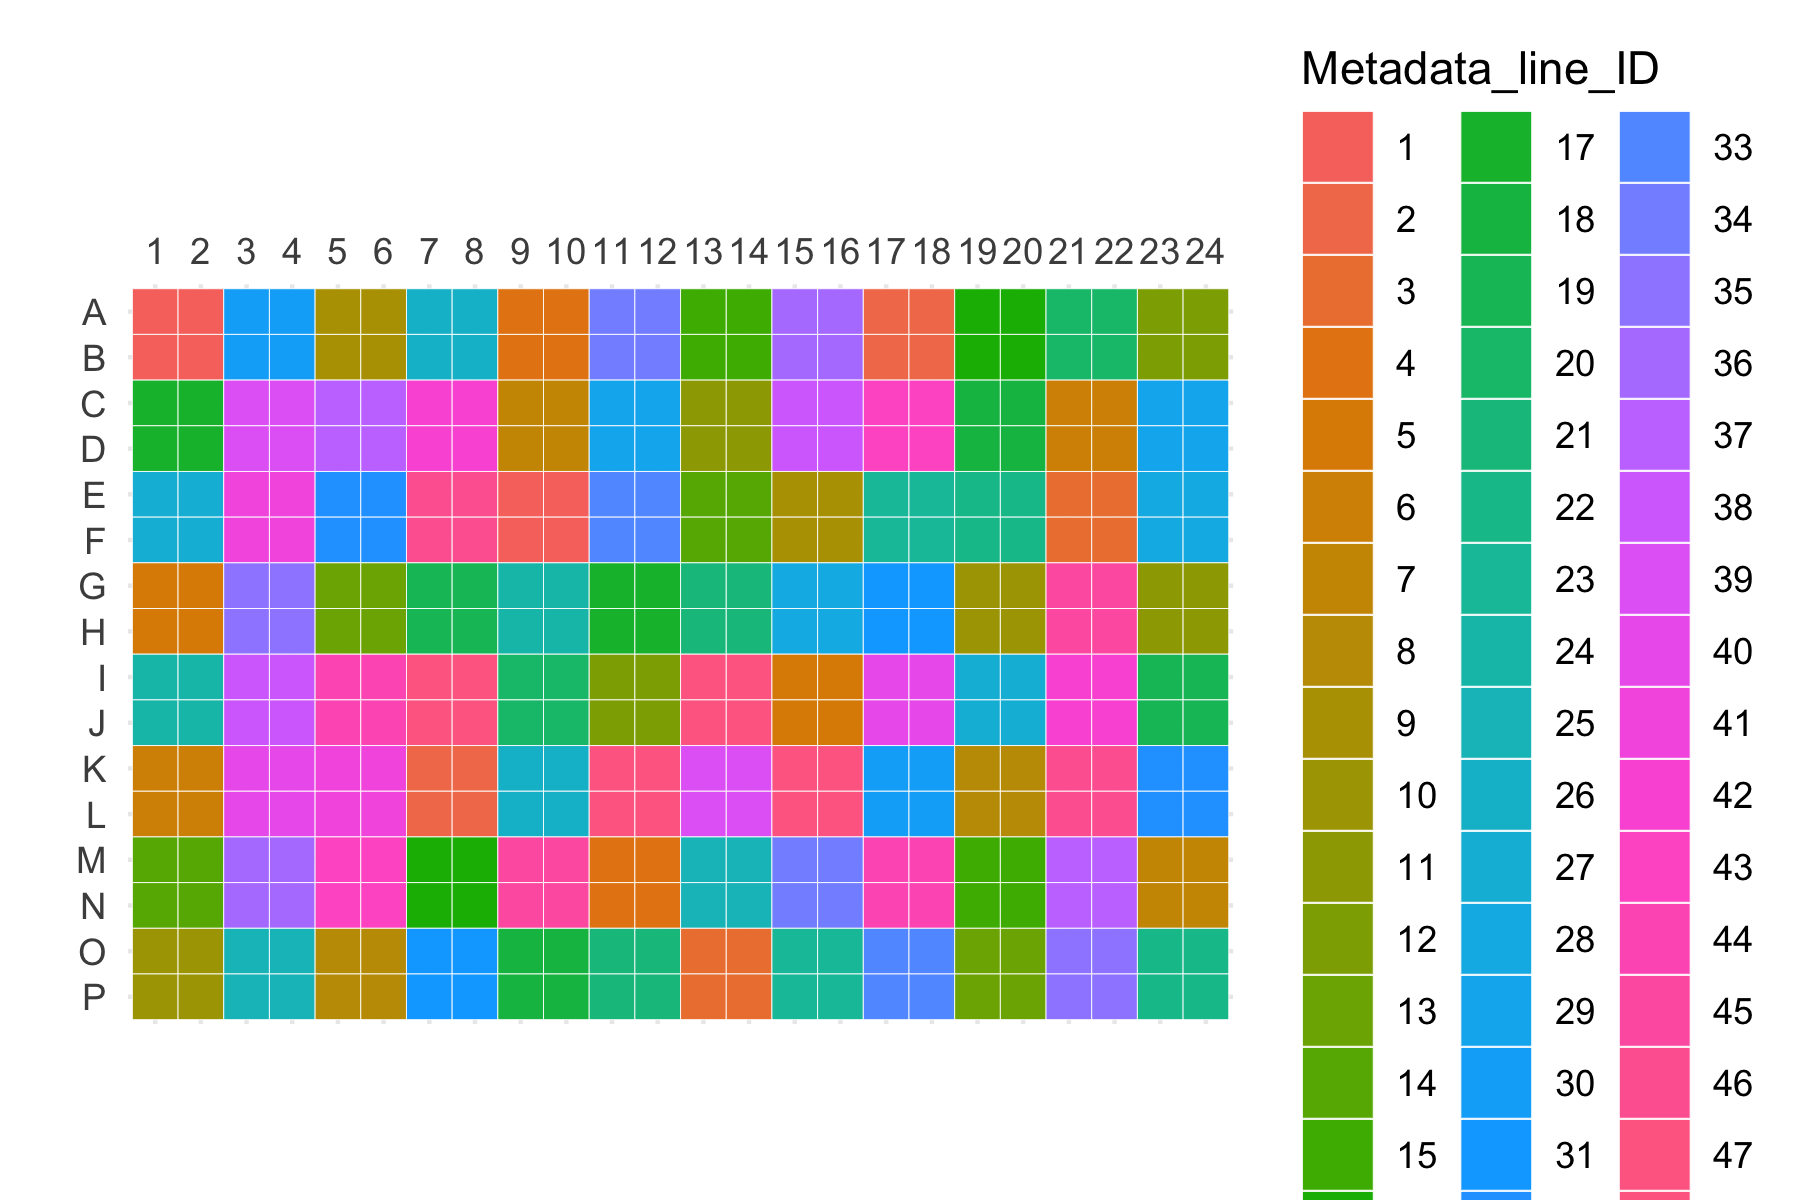 Metadata_line_ID
1 17 33
2 18 34
1 2 3 4 5 6 7 8 9 10 11 12 13 14 15 16 17 18 19 20 21 22 23 24
3 19 35
A
B
4 20 36
C
5 21 37
D
E
6 22 38
F
7 23 39
G
H
8 24 40
I
J
9 25 41
K
10 26 42
L
11 27 43
M
N
12 28 44
O
P
13 29 45
14 30 46
15 31 47